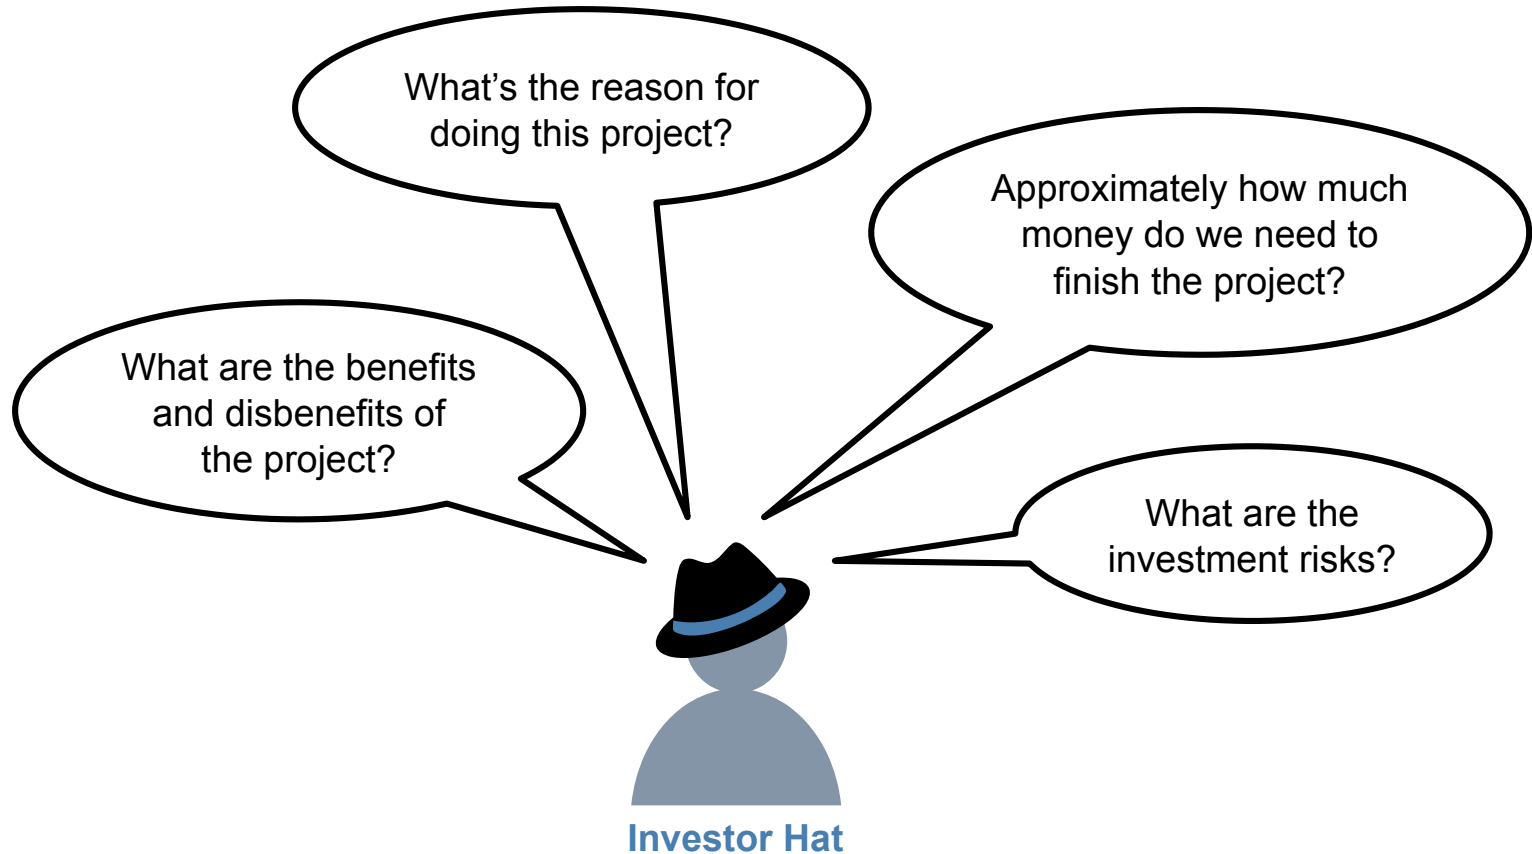 What’s the reason for
doing this project?
Approximately how much
money do we need to
finish the project?
What are the benefits
and disbenefits of
the project?
What are the
investment risks?
Investor Hat